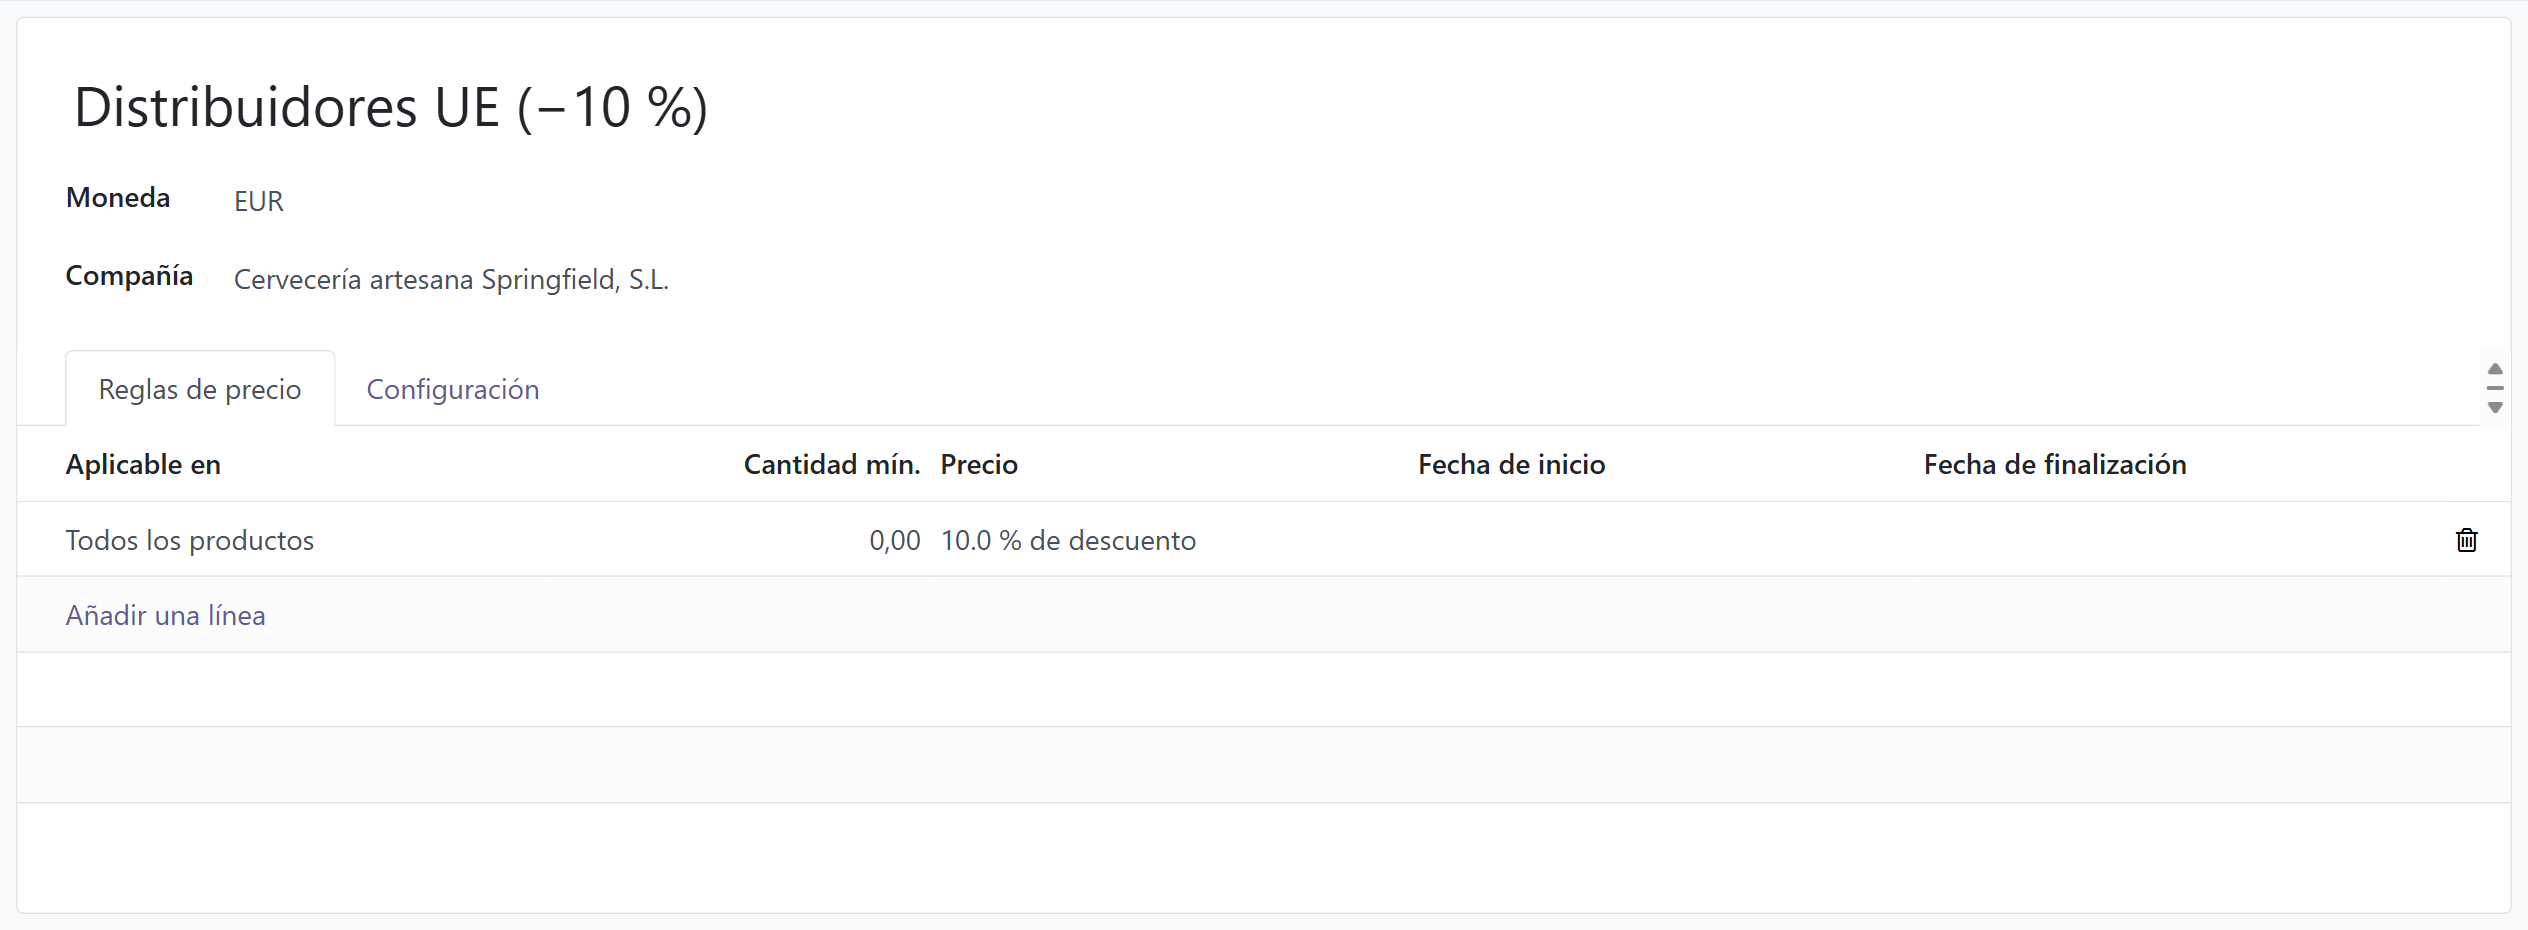 Distribuidores UE (−10 %)
Moneda EUR
Compañía Cervecería artesana Springfield, S.L.
Reglas de precio Configuración
Aplicable en Cantidad mín. Precio Fecha de inicio Fecha de finalización
Todos los productos 0,00 10.0 % de descuento
Añadir una línea